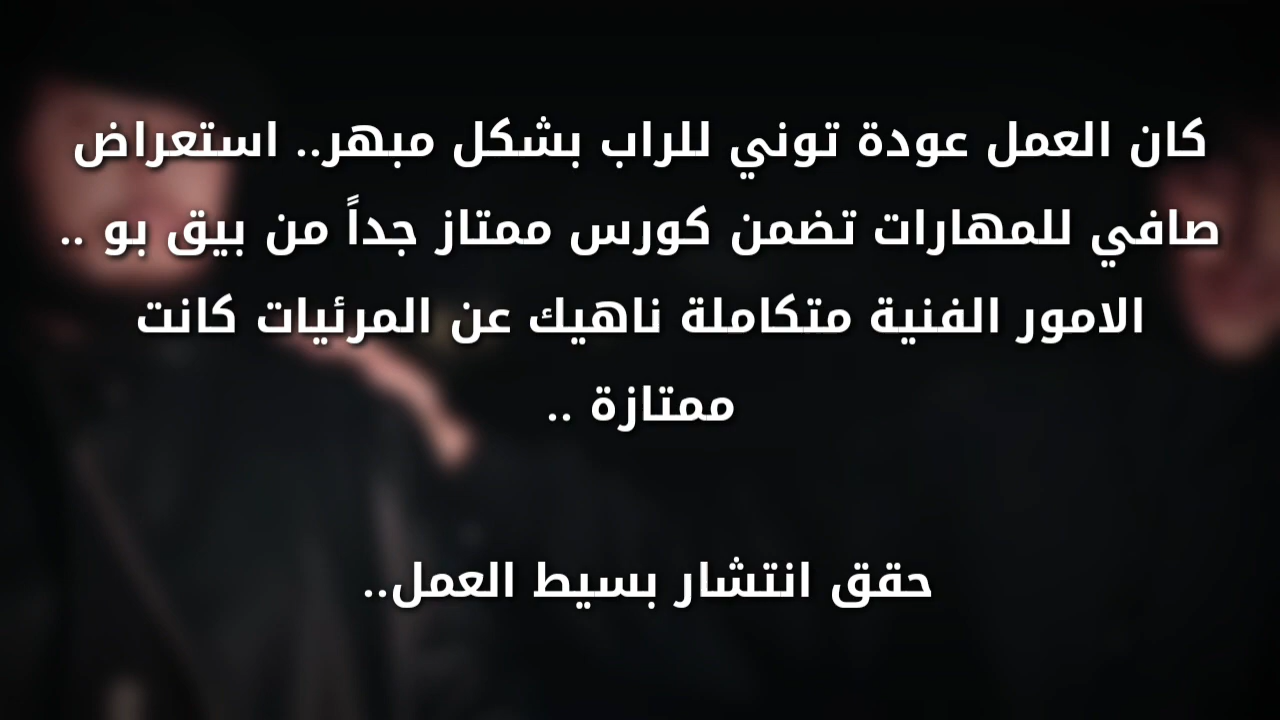 كان العمل عودة توني للراب بشكل مبهر.. استعراض
صافي للمهارات تضمن كورس ممتاز جداً من بيق بو ..
الامور الفنية متكاملة ناهيك عن المرئيات كانت
ممتازة ..
حقق انتشار بسيط العمل..